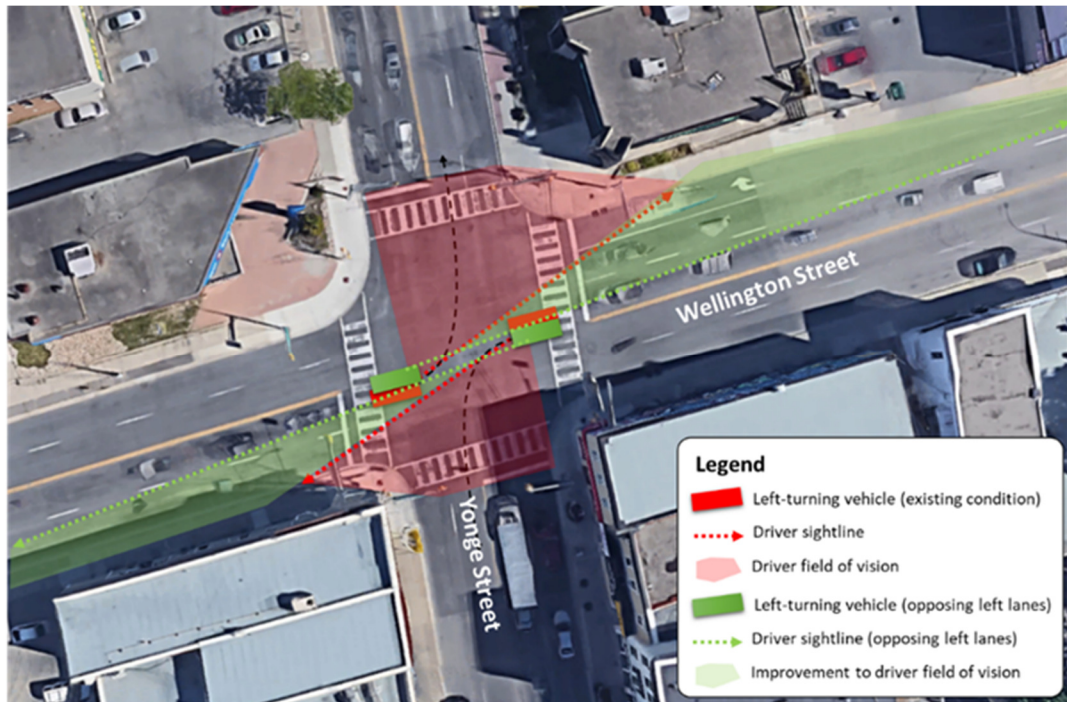 Wellington Street
Yonge Street
Legend
Left-turning vehicle (existing condition)
Driver sightline
Driver field of vision
Left-turning vehicle (opposing left lanes)
Driver sightline (opposing left lanes)
Improvement to driver field of vision